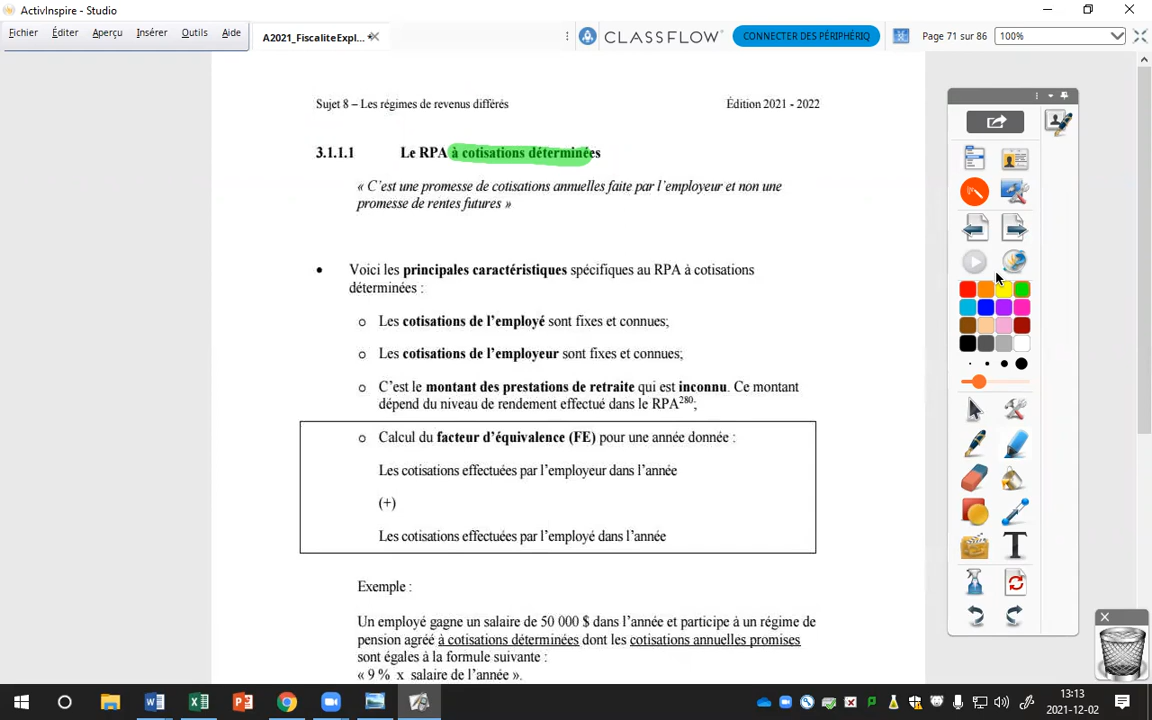 ActivInspire - Studio
Fichier Éditer Aperçu Insérer Outils Aide
A2021_FiscaliteExpl...
CLASSFLOW
CONNECTER DES PÉRIPHÉRIQ
Page 71 sur 86
100%
Sujet 8 – Les régimes de revenus différés
Édition 2021 - 2022
3.1.1.1 Le RPA à cotisations déterminées
« C'est une promesse de cotisations annuelles faite par l'employeur et non une
promesse de rentes futures »
• Voici les principales caractéristiques spécifiques au RPA à cotisations
déterminées :
o Les cotisations de l'employé sont fixes et connues;
o Les cotisations de l'employeur sont fixes et connues;
o C'est le montant des prestations de retraite qui est inconnu. Ce montant
dépend du niveau de rendement effectué dans le RPA280;
o Calcul du facteur d'équivalence (FE) pour une année donnée :
Les cotisations effectuées par l'employeur dans l'année
(+)
Les cotisations effectuées par l'employé dans l'année
Exemple :
Un employé gagne un salaire de 50 000 $ dans l'année et participe à un régime de
pension agréé à cotisations déterminées dont les cotisations annuelles promises
sont égales à la formule suivante :
« 9 % x salaire de l'année ».
13:13
2021-12-02